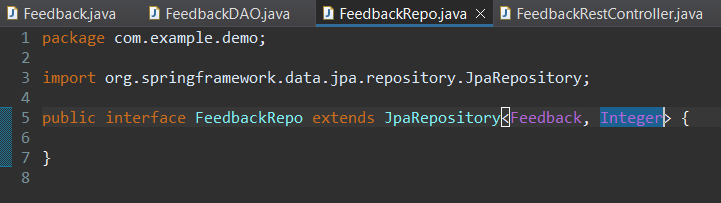 Feedback.java FeedbackDAO.java FeedbackRepo.java FeedbackRestController.java
1 package com.example.demo;
2
3 import org.springframework.data.jpa.repository.JpaRepository;
4
5 public interface FeedbackRepo extends JpaRepository<Feedback, Integer> {
6
7 }
8